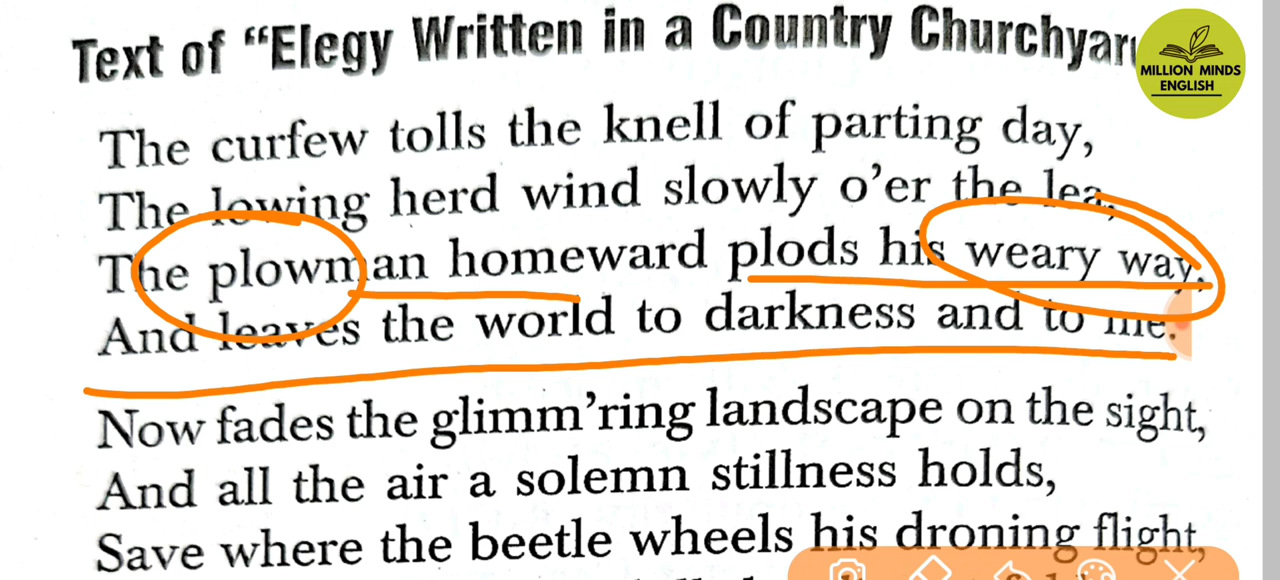 Text of “Elegy Written in a Country Churchyar
MILLION MINDS
ENGLISH
The curfew tolls the knell of parting day,
The lowing herd wind slowly o’er the lea,
The plowman homeward plods his weary way,
And leaves the world to darkness and to me.
Now fades the glimm’ring landscape on the sight,
And all the air a solemn stillness holds,
Save where the beetle wheels his droning flight,